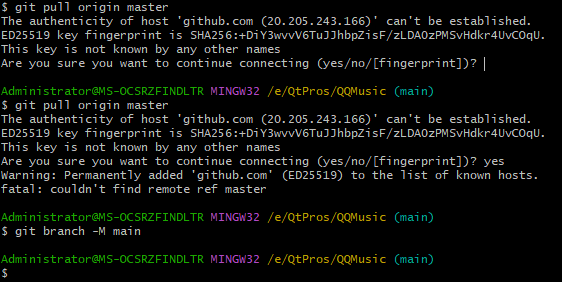 $ git pull origin master
The authenticity of host 'github.com (20.205.243.166)' can't be established.
ED25519 key fingerprint is SHA256:+DiY3wvvV6TuJJhbpZisF/zLDA0zPMSvHdkr4UvCOqU.
This key is not known by any other names
Are you sure you want to continue connecting (yes/no/[fingerprint])?
Administrator@MS-OCSRZFINDLTR MINGW32 /e/QtPros/QQMusic (main)
$ git pull origin master
The authenticity of host 'github.com (20.205.243.166)' can't be established.
ED25519 key fingerprint is SHA256:+DiY3wvvV6TuJJhbpZisF/zLDA0zPMSvHdkr4UvCOqU.
This key is not known by any other names
Are you sure you want to continue connecting (yes/no/[fingerprint])? yes
Warning: Permanently added 'github.com' (ED25519) to the list of known hosts.
fatal: couldn't find remote ref master
Administrator@MS-OCSRZFINDLTR MINGW32 /e/QtPros/QQMusic (main)
$ git branch -M main
Administrator@MS-OCSRZFINDLTR MINGW32 /e/QtPros/QQMusic (main)
$